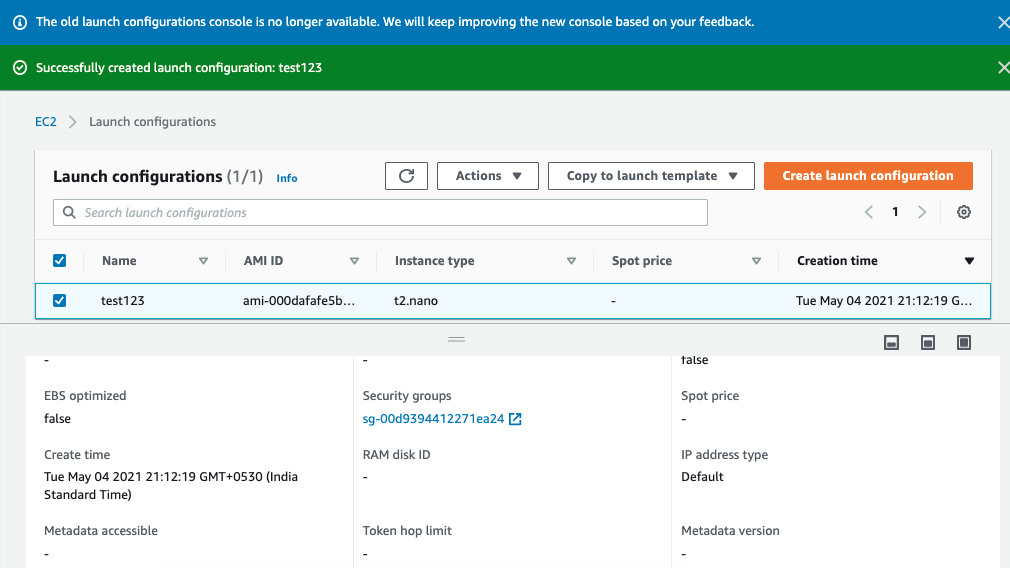 The old launch configurations console is no longer available. We will keep improving the new console based on your feedback.
Successfully created launch configuration: test123
EC2 > Launch configurations
Launch configurations (1/1) Info Actions Copy to launch template Create launch configuration
Search launch configurations 1
Name AMI ID Instance type Spot price Creation time
test123 ami-000dafafe5b... t2.nano - Tue May 04 2021 21:12:19 G...
- - false
EBS optimized Security groups Spot price
false sg-00d9394412271ea24 -
Create time RAM disk ID IP address type
Tue May 04 2021 21:12:19 GMT+0530 (India - Default
Standard Time)
Metadata accessible Token hop limit Metadata version
- - -